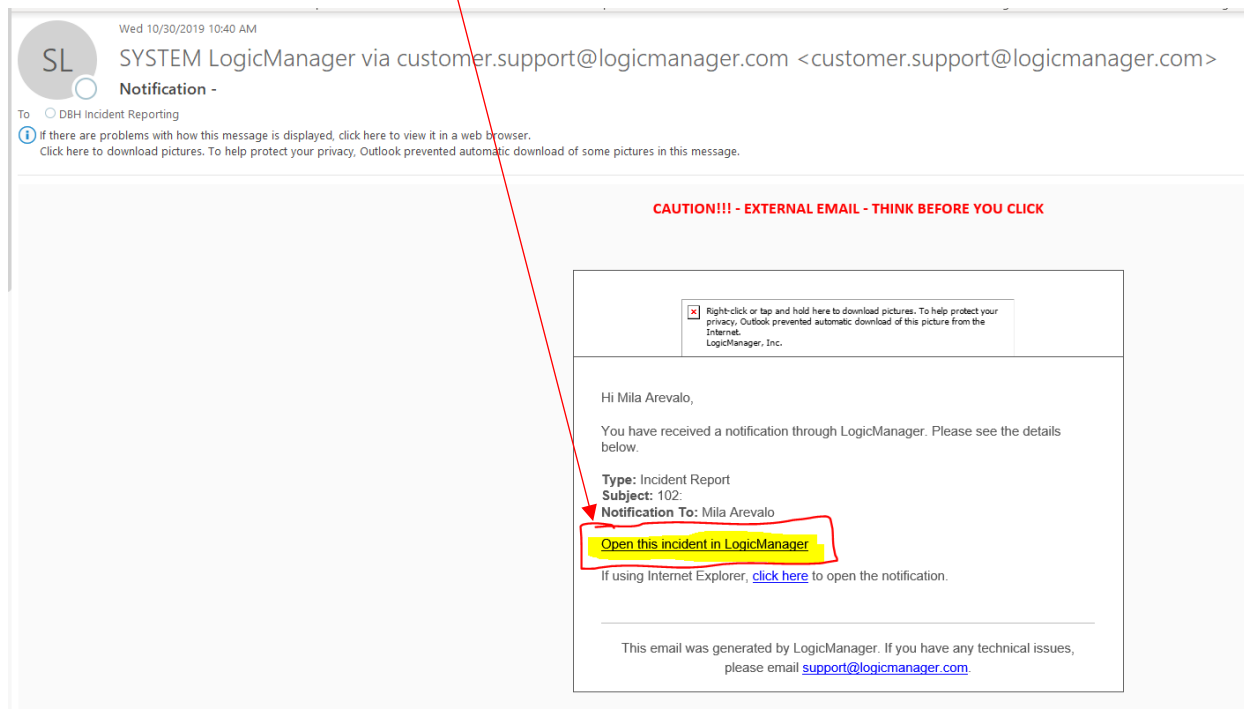 Wed 10/30/2019 10:40 AM
SL
SYSTEM LogicManager via customer.support@logicmanager.com <customer.support@logicmanager.com>
Notification -
To DBH Incident Reporting
If there are problems with how this message is displayed, click here to view it in a web browser.
Click here to download pictures. To help protect your privacy, Outlook prevented automatic download of some pictures in this message.
CAUTION!!! - EXTERNAL EMAIL - THINK BEFORE YOU CLICK
Right-click or tap and hold here to download pictures. To help protect your
privacy, Outlook prevented automatic download of this picture from the
Internet.
LogicManager, Inc.
Hi Mila Arevalo,
You have received a notification through LogicManager. Please see the details
below.
Type: Incident Report
Subject: 102:
Notification To: Mila Arevalo
Open this incident in LogicManager
If using Internet Explorer, click here to open the notification.
This email was generated by LogicManager. If you have any technical issues,
please email support@logicmanager.com.